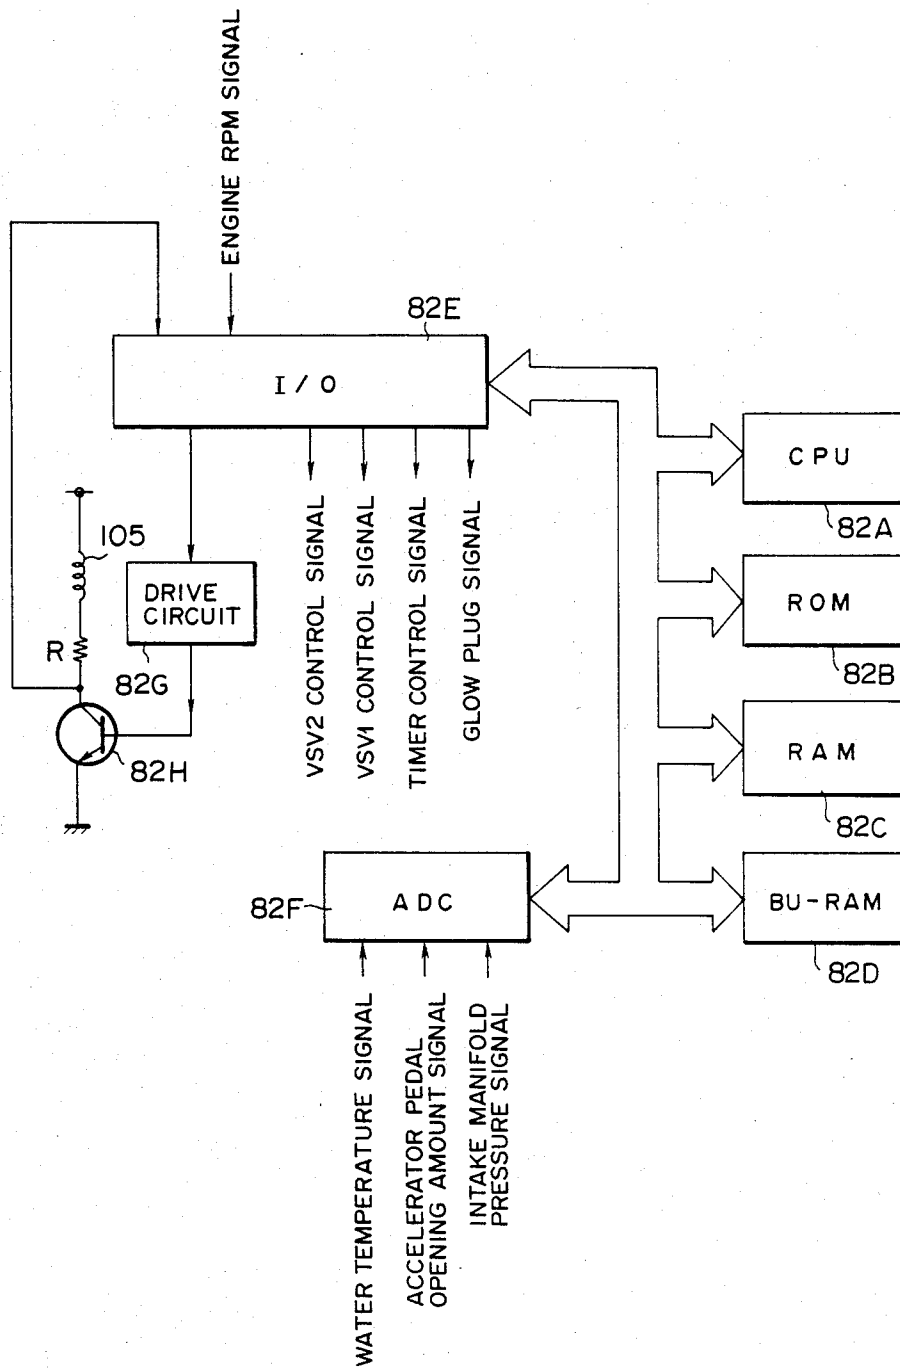 ENGINE RPM SIGNAL
82E
I/O
105
R
DRIVE
CIRCUIT
82G
82H
VSV2 CONTROL SIGNAL
VSV1 CONTROL SIGNAL
TIMER CONTROL SIGNAL
GLOW PLUG SIGNAL
CPU
82A
ROM
82B
RAM
82C
BU-RAM
82D
82F
ADC
WATER TEMPERATURE SIGNAL
ACCELERATOR PEDAL
OPENING AMOUNT SIGNAL
INTAKE MANIFOLD
PRESSURE SIGNAL